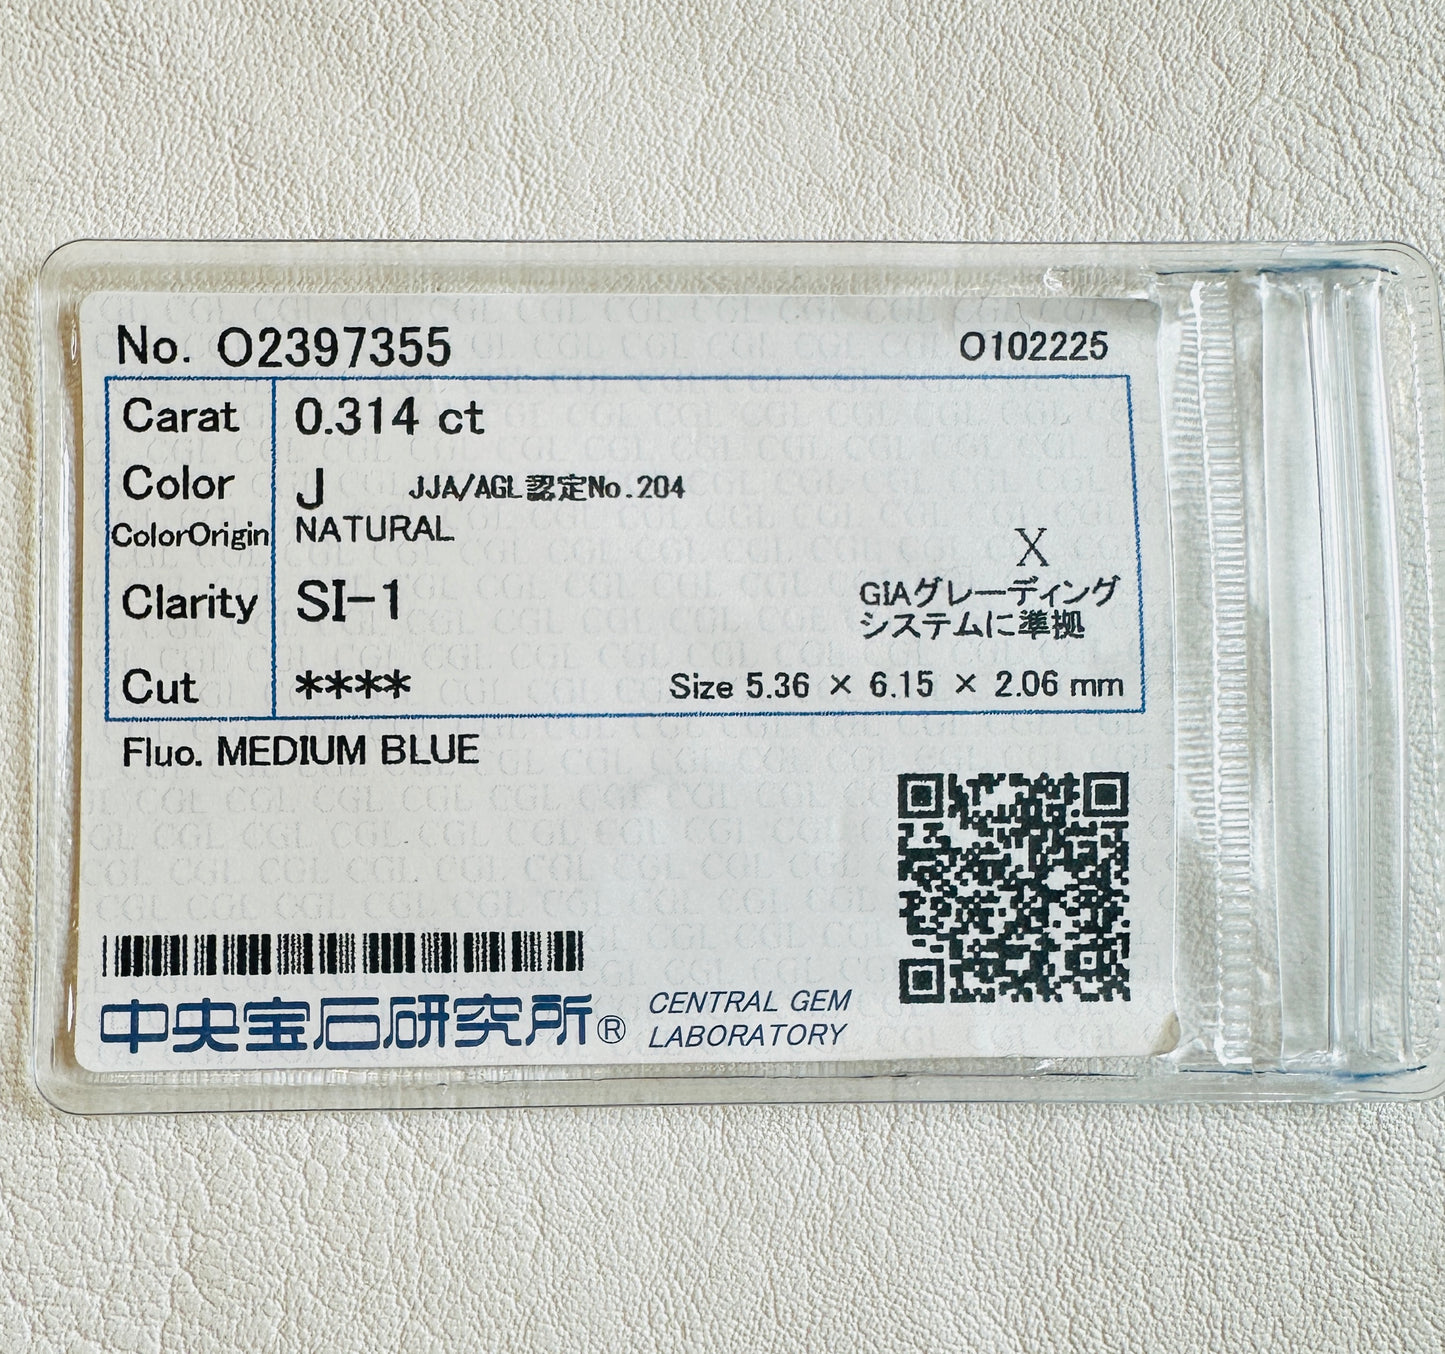 No. O2397355 O102225
Carat 0.314 ct
Color J JJA/AGL認定No.204
ColorOrigin NATURAL
X
Clarity SI-1 GIAグレーディング
システムに準拠
Cut **** Size 5.36 × 6.15 × 2.06 mm
Fluo. MEDIUM BLUE
中央宝石研究所® CENTRAL GEM
LABORATORY